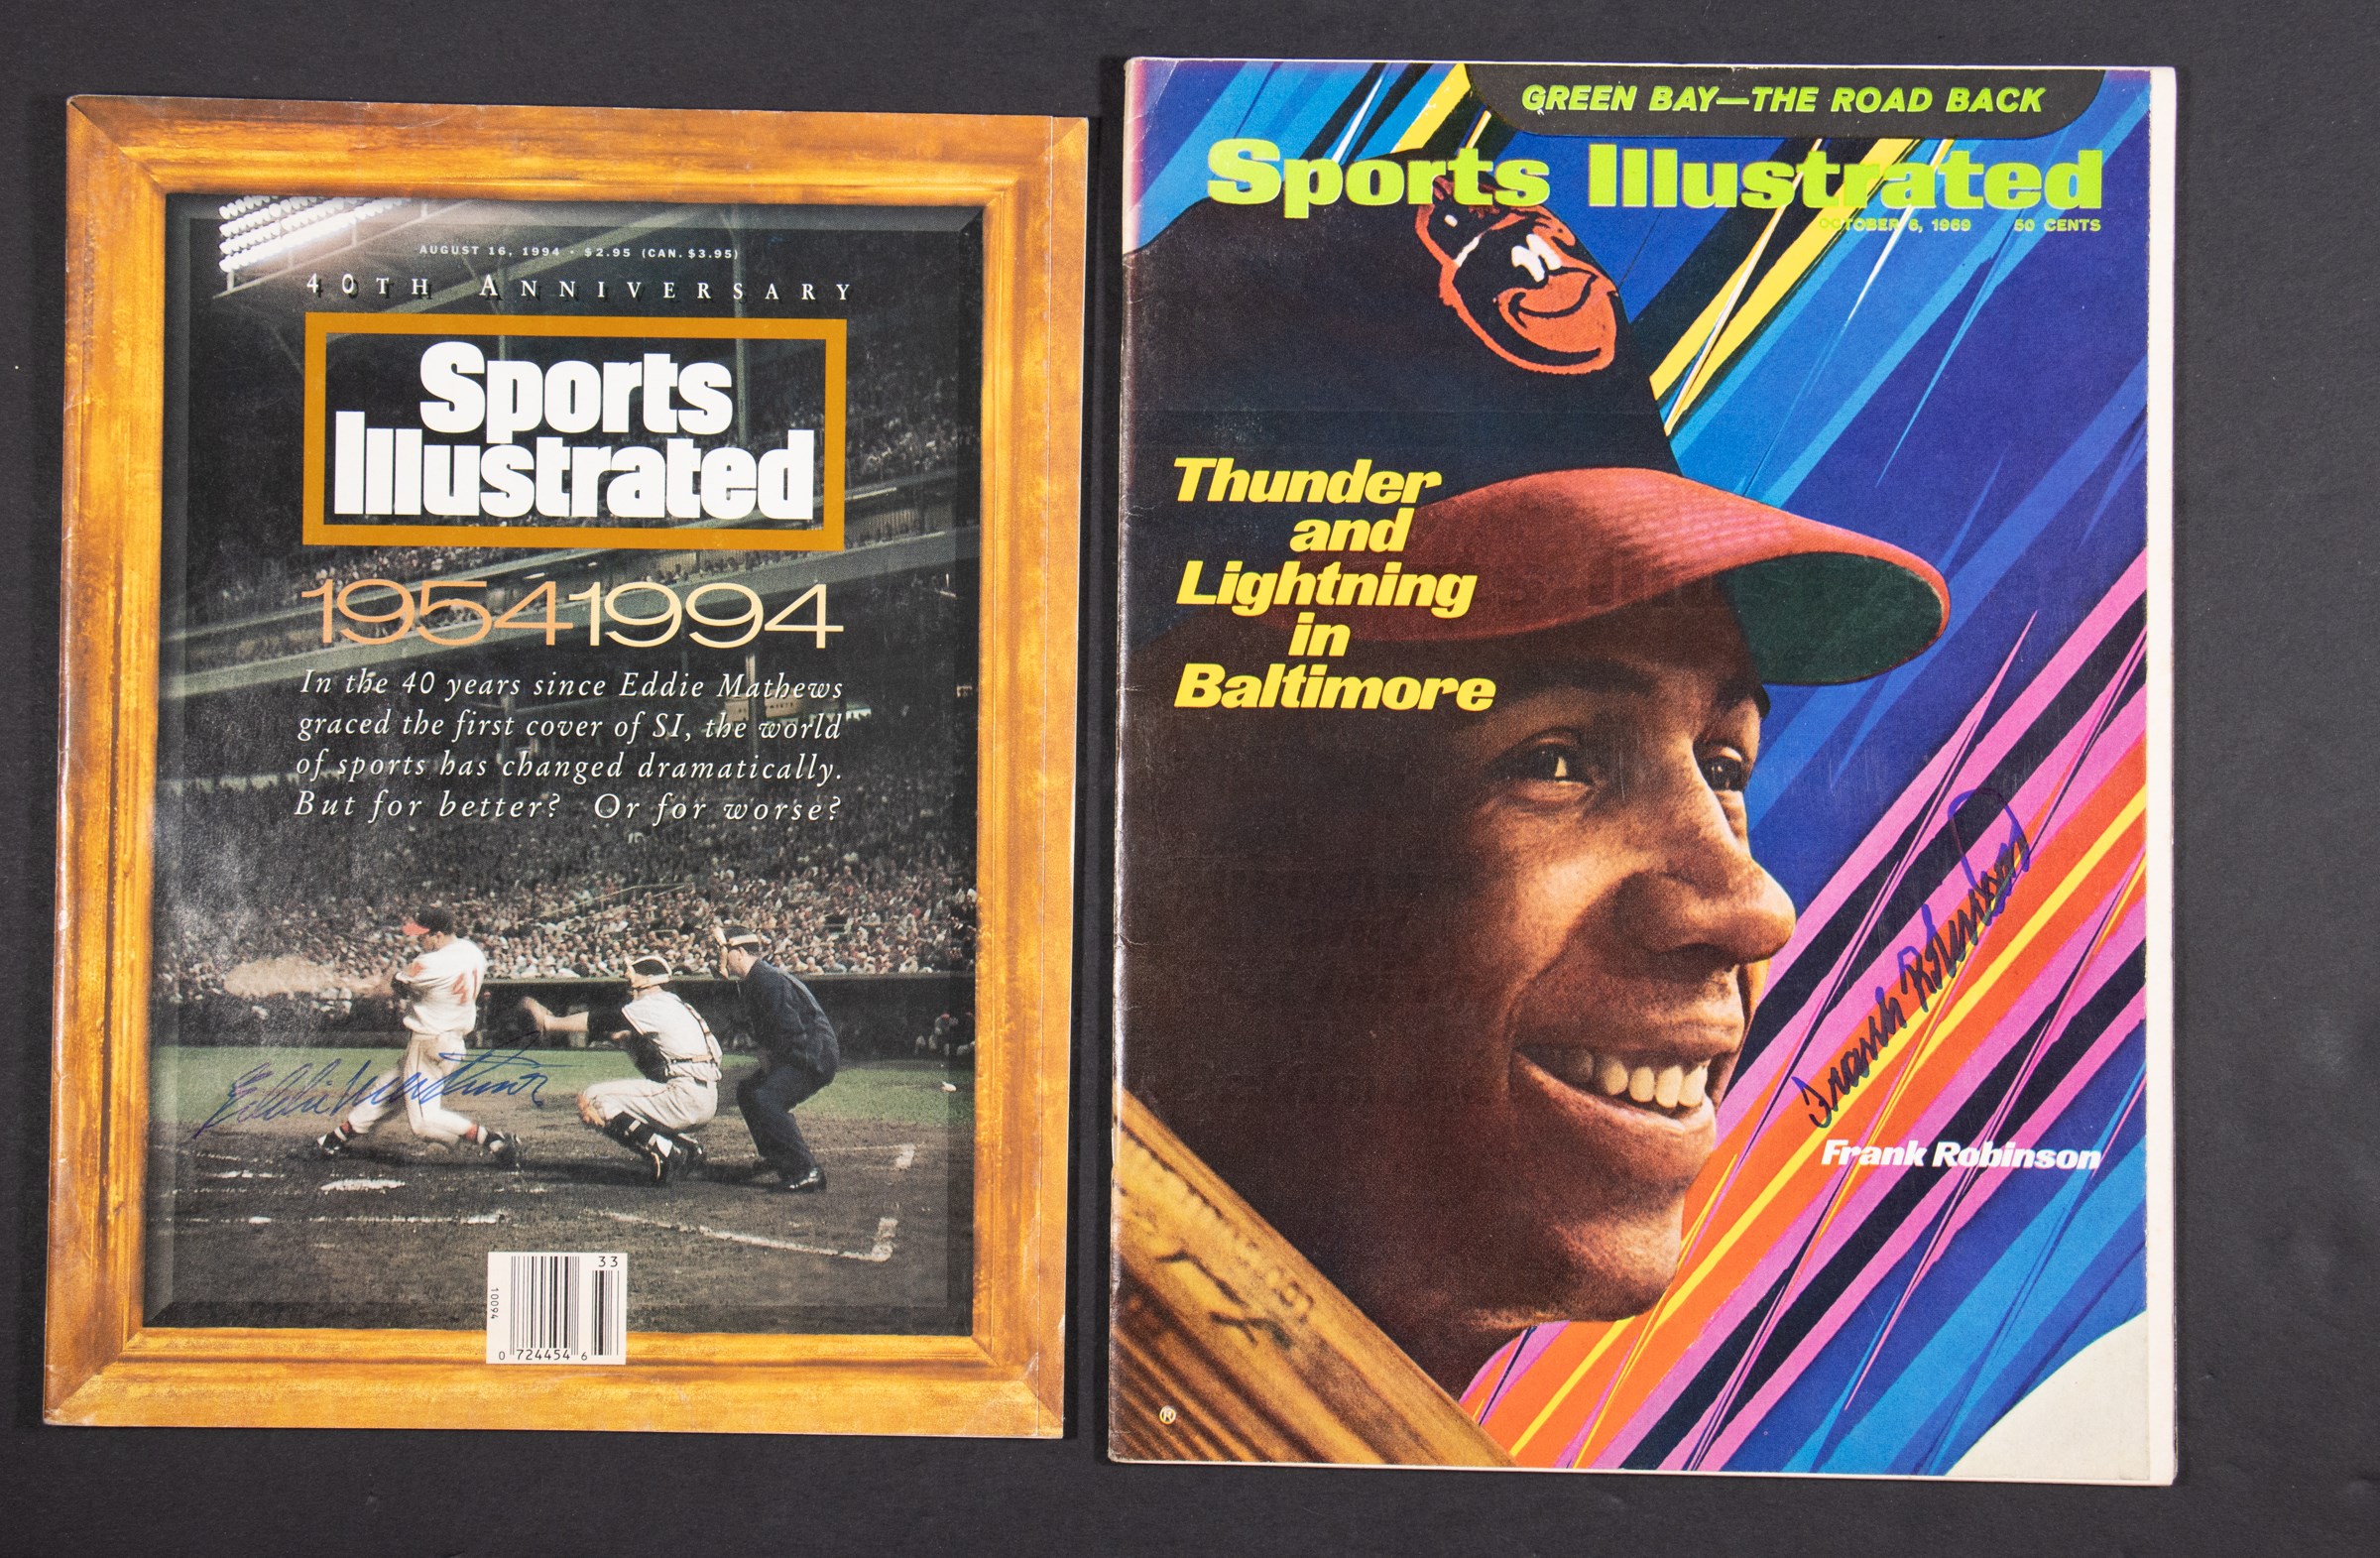 AUGUST 16, 1994 · $2.95 (CAN. $3.95)
40TH ANNIVERSARY
Sports
Illustrated
19541994
In the 40 years since Eddie Mathews
graced the first cover of SI, the world
of sports has changed dramatically.
But for better? Or for worse?
41
Eddie Mathews
33
10094
0 724454 6
GREEN BAY—THE ROAD BACK
Sports Illustrated
OCTOBER 6, 1969 50 CENTS
Thunder
and
Lightning
in
Baltimore
Frank Robinson
Frank Robinson
®